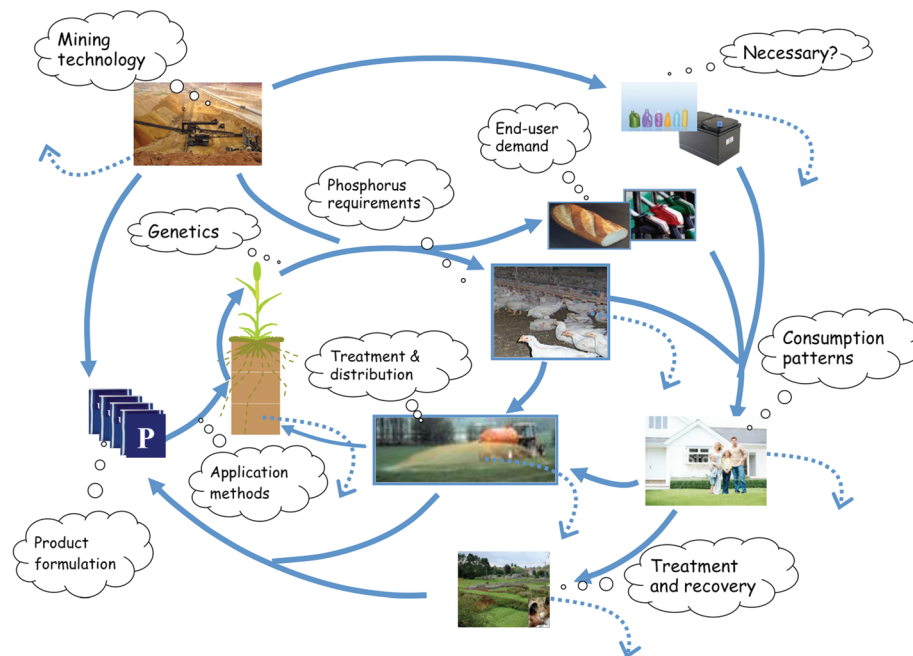 Mining
technology
Necessary?
End-user
demand
Phosphorus
requirements
Genetics
Consumption
patterns
Treatment &
distribution
P
Application
methods
Product
formulation
Treatment
and recovery